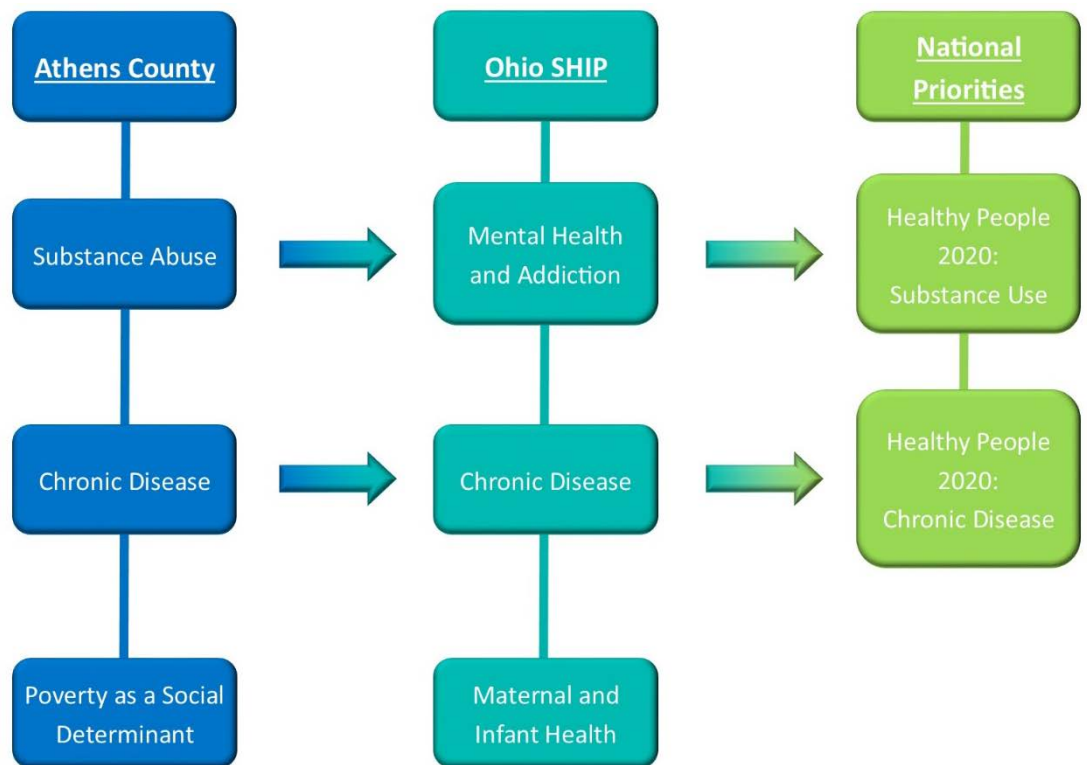 Athens County
Ohio SHIP
National
Priorities
Substance Abuse
Mental Health
and Addiction
Healthy People
2020:
Substance Use
Chronic Disease
Chronic Disease
Healthy People
2020:
Chronic Disease
Poverty as a Social
Determinant
Maternal and
Infant Health